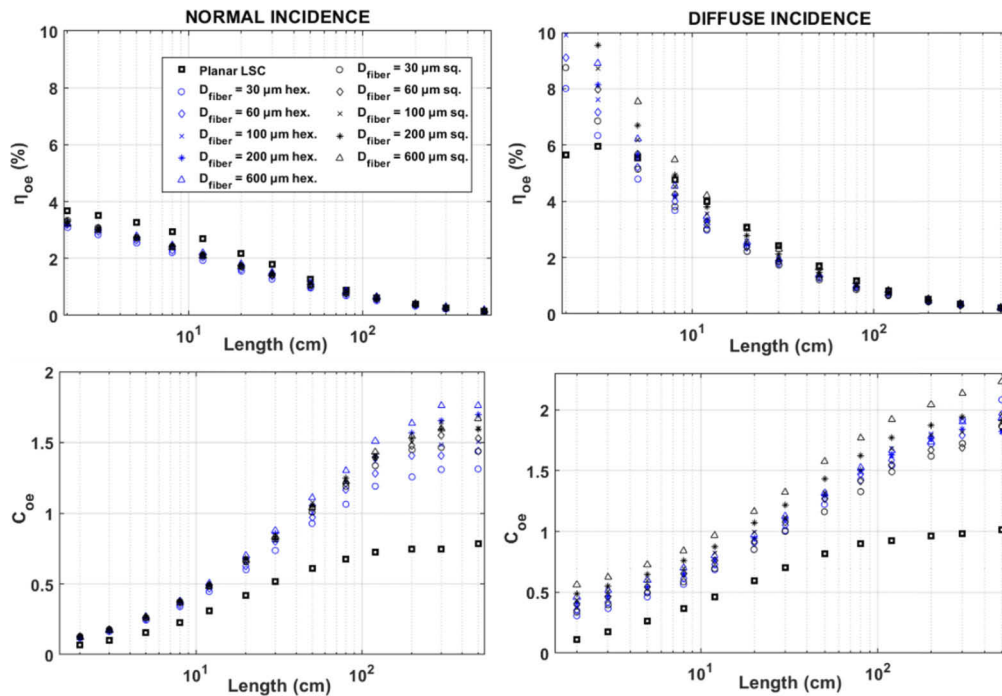 NORMAL INCIDENCE
DIFFUSE INCIDENCE
10
8
6
4
2
0
η_oe (%)
Planar LSC
D_fiber = 30 µm hex.
D_fiber = 60 µm hex.
D_fiber = 100 µm hex.
D_fiber = 200 µm hex.
D_fiber = 600 µm hex.
D_fiber = 30 µm sq.
D_fiber = 60 µm sq.
D_fiber = 100 µm sq.
D_fiber = 200 µm sq.
D_fiber = 600 µm sq.
10^1
10^2
Length (cm)
10
8
6
4
2
0
η_oe (%)
10^1
10^2
Length (cm)
2
1.5
1
0.5
0
C_oe
10^1
10^2
Length (cm)
2
1.5
1
0.5
0
C_oe
10^1
10^2
Length (cm)